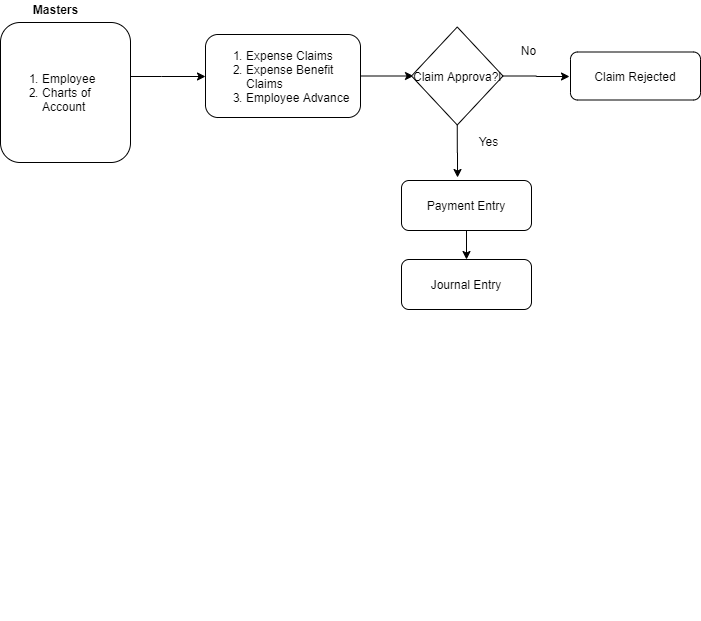 Masters
1. Employee
2. Charts of
Account
1. Expense Claims
2. Expense Benefit
Claims
3. Employee Advance
Claim Approva?l
No
Claim Rejected
Yes
Payment Entry
Journal Entry